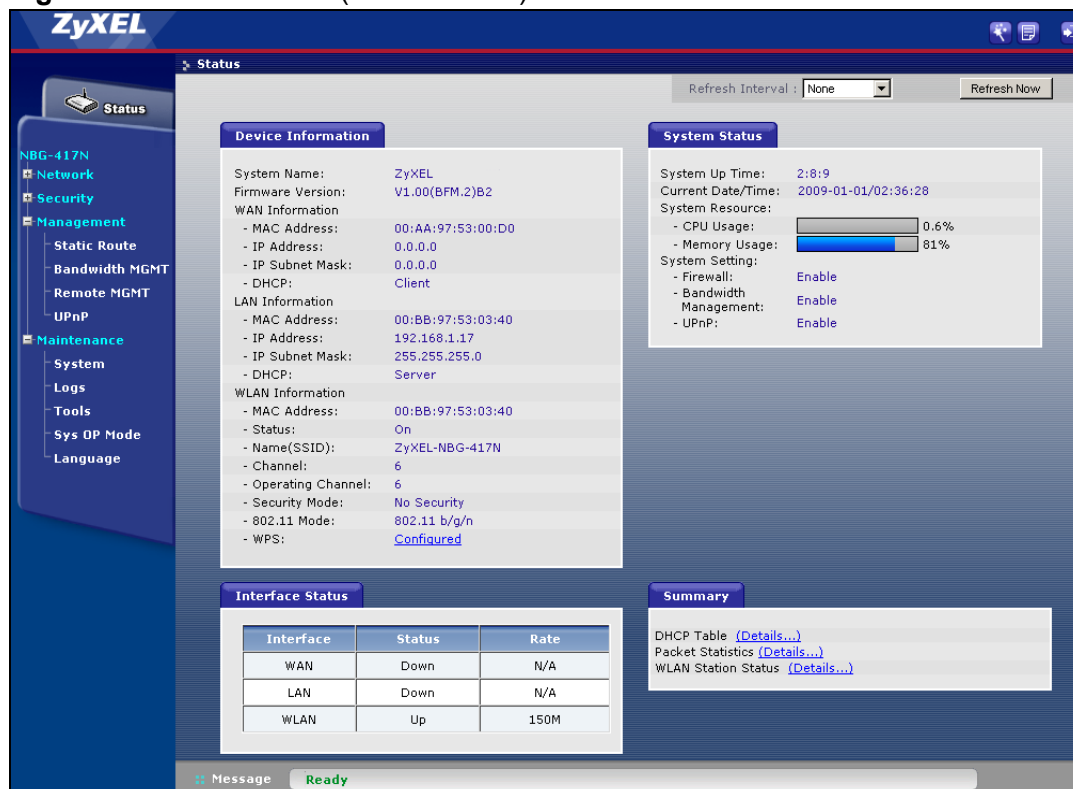 ZyXEL
Status
Status
Refresh Interval : None
Refresh Now
NBG-417N
Network
Security
Management
Static Route
Bandwidth MGMT
Remote MGMT
UPnP
Maintenance
System
Logs
Tools
Sys OP Mode
Language
Device Information
System Name: ZyXEL
Firmware Version: V1.00(BFM.2)B2
WAN Information
- MAC Address: 00:AA:97:53:00:D0
- IP Address: 0.0.0.0
- IP Subnet Mask: 0.0.0.0
- DHCP: Client
LAN Information
- MAC Address: 00:BB:97:53:03:40
- IP Address: 192.168.1.17
- IP Subnet Mask: 255.255.255.0
- DHCP: Server
WLAN Information
- MAC Address: 00:BB:97:53:03:40
- Status: On
- Name(SSID): ZyXEL-NBG-417N
- Channel: 6
- Operating Channel: 6
- Security Mode: No Security
- 802.11 Mode: 802.11 b/g/n
- WPS: Configured
System Status
System Up Time: 2:8:9
Current Date/Time: 2009-01-01/02:36:28
System Resource:
- CPU Usage: 0.6%
- Memory Usage: 81%
System Setting:
- Firewall: Enable
- Bandwidth
Management: Enable
- UPnP: Enable
Interface Status
Interface Status Rate
WAN Down N/A
LAN Down N/A
WLAN Up 150M
Summary
DHCP Table (Details...)
Packet Statistics (Details...)
WLAN Station Status (Details...)
Message Ready